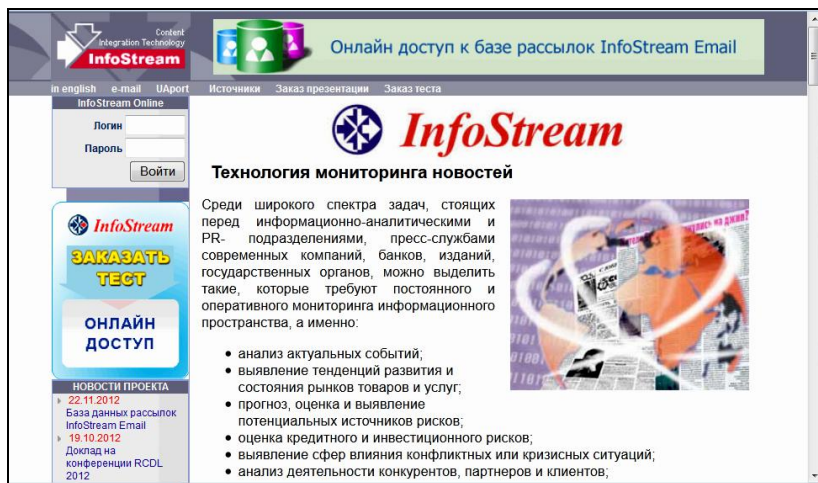 Content
Integration Technology
InfoStream
Онлайн доступ к базе рассылок InfoStream Email
in english e-mail UAport Источники Заказ презентации Заказ теста
InfoStream Online
Логин
Пароль
Войти
InfoStream
ЗАКАЗАТЬ
ТЕСТ
ОНЛАЙН
ДОСТУП
НОВОСТИ ПРОЕКТА
22.11.2012
База данных рассылок
InfoStream Email
19.10.2012
Доклад на
конференции RCDL
2012
InfoStream
Технология мониторинга новостей
Среди широкого спектра задач, стоящих
перед информационно-аналитическими и
PR- подразделениями, пресс-службами
современных компаний, банков, изданий,
государственных органов, можно выделить
такие, которые требуют постоянного и
оперативного мониторинга информационного
пространства, а именно:
• анализ актуальных событий;
• выявление тенденций развития и
состояния рынков товаров и услуг;
• прогноз, оценка и выявление
потенциальных источников рисков;
• оценка кредитного и инвестиционного рисков;
• выявление сфер влияния конфликтных или кризисных ситуаций;
• анализ деятельности конкурентов, партнеров и клиентов;